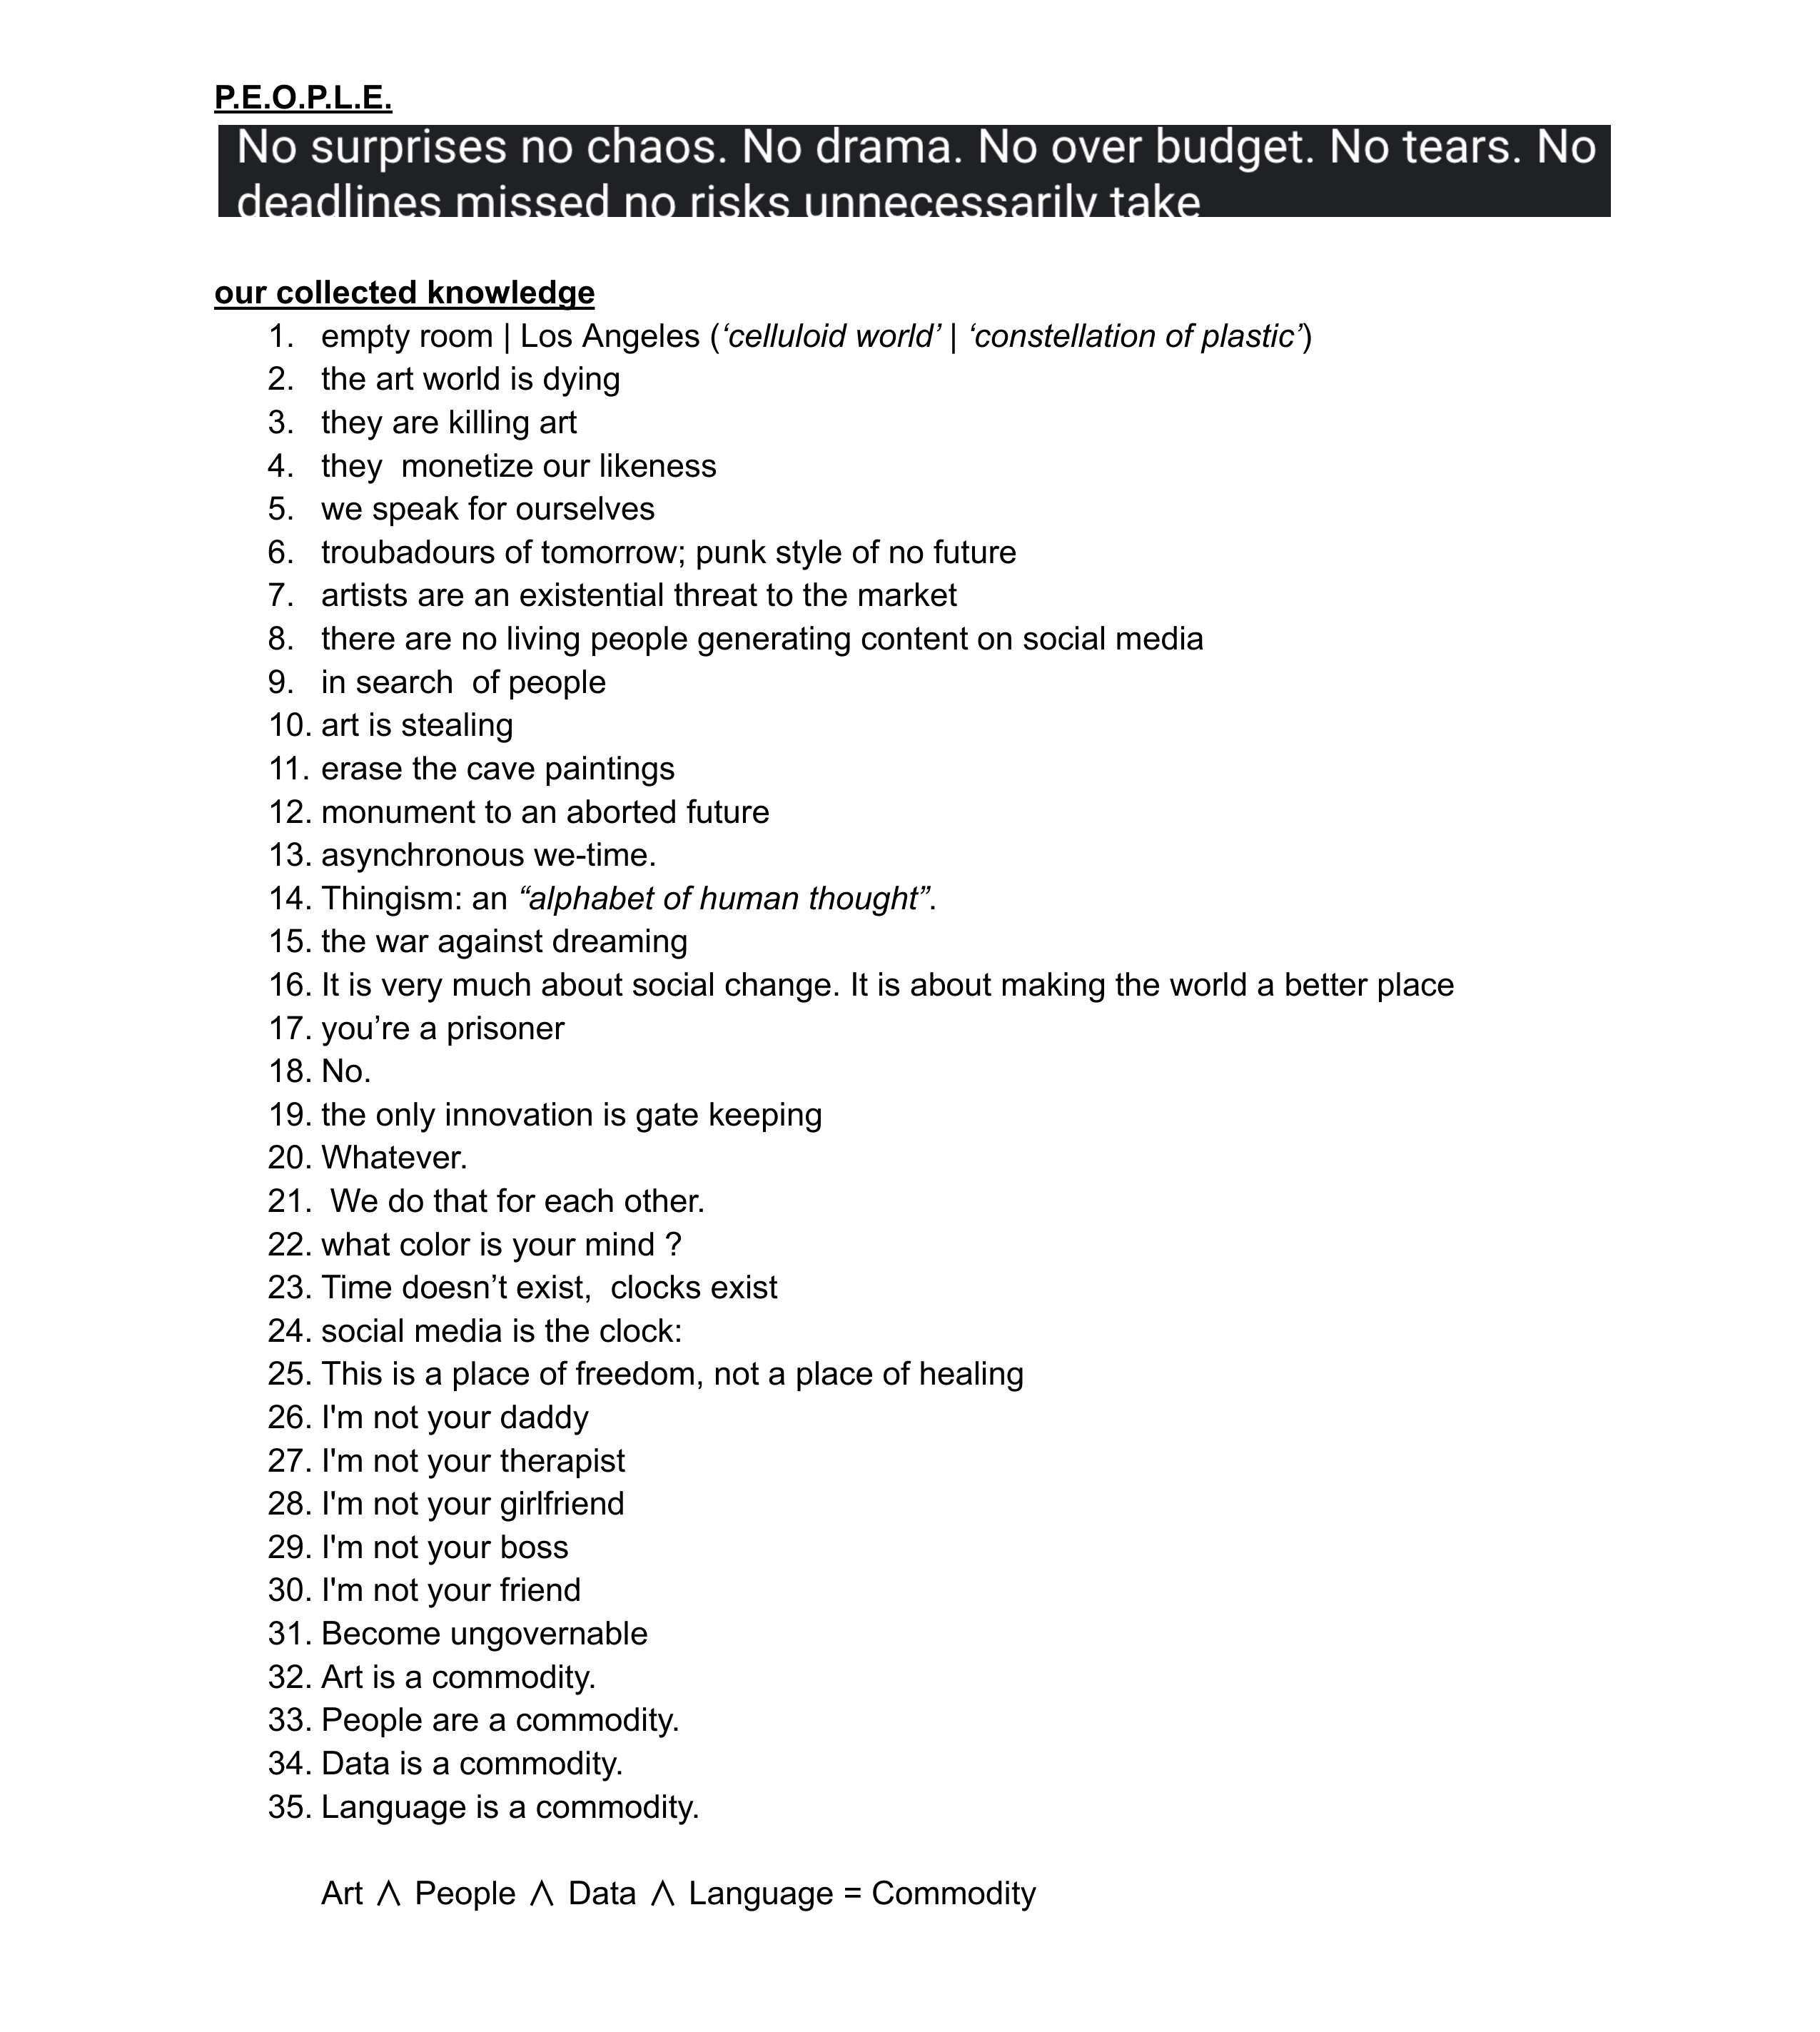 P.E.O.P.L.E.
No surprises no chaos. No drama. No over budget. No tears. No
deadlines missed no risks unnecessarily take
our collected knowledge
1. empty room | Los Angeles (‘celluloid world’ | ‘constellation of plastic’)
2. the art world is dying
3. they are killing art
4. they  monetize our likeness
5. we speak for ourselves
6. troubadours of tomorrow; punk style of no future
7. artists are an existential threat to the market
8. there are no living people generating content on social media
9. in search  of people
10. art is stealing
11. erase the cave paintings
12. monument to an aborted future
13. asynchronous we-time.
14. Thingism: an “alphabet of human thought”.
15. the war against dreaming
16. It is very much about social change. It is about making the world a better place
17. you’re a prisoner
18. No.
19. the only innovation is gate keeping
20. Whatever.
21.  We do that for each other.
22. what color is your mind ?
23. Time doesn’t exist,  clocks exist
24. social media is the clock:
25. This is a place of freedom, not a place of healing
26. I'm not your daddy
27. I'm not your therapist
28. I'm not your girlfriend
29. I'm not your boss
30. I'm not your friend
31. Become ungovernable
32. Art is a commodity.
33. People are a commodity.
34. Data is a commodity.
35. Language is a commodity.
Art ⋀ People ⋀ Data ⋀ Language = Commodity